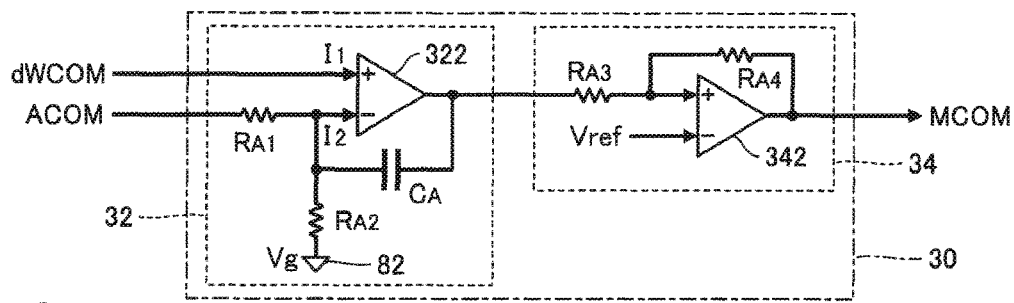 dWCOM
ACOM
I1
I2
+
−
322
RA1
CA
RA2
Vg
82
32
RA3
RA4
Vref
+
−
342
MCOM
34
30